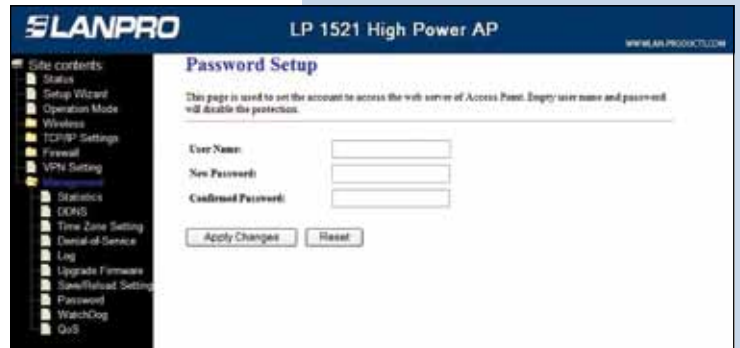 LANPRO
LP 1521 High Power AP
WWW.LAN-PRODUCTS.COM
Site contents:
Status
Setup Wizard
Operation Mode
Wireless
TCP/IP Settings
Firewall
VPN Setting
Management
Statistics
DDNS
Time Zone Setting
Denial-of-Service
Log
Upgrade Firmware
Save/Reload Setting
Password
WatchDog
QoS
Password Setup
This page is used to set the account to access the web server of Access Point. Empty user name and password
will disable the protection.
User Name:
New Password:
Confirmed Password:
Apply Changes
Reset